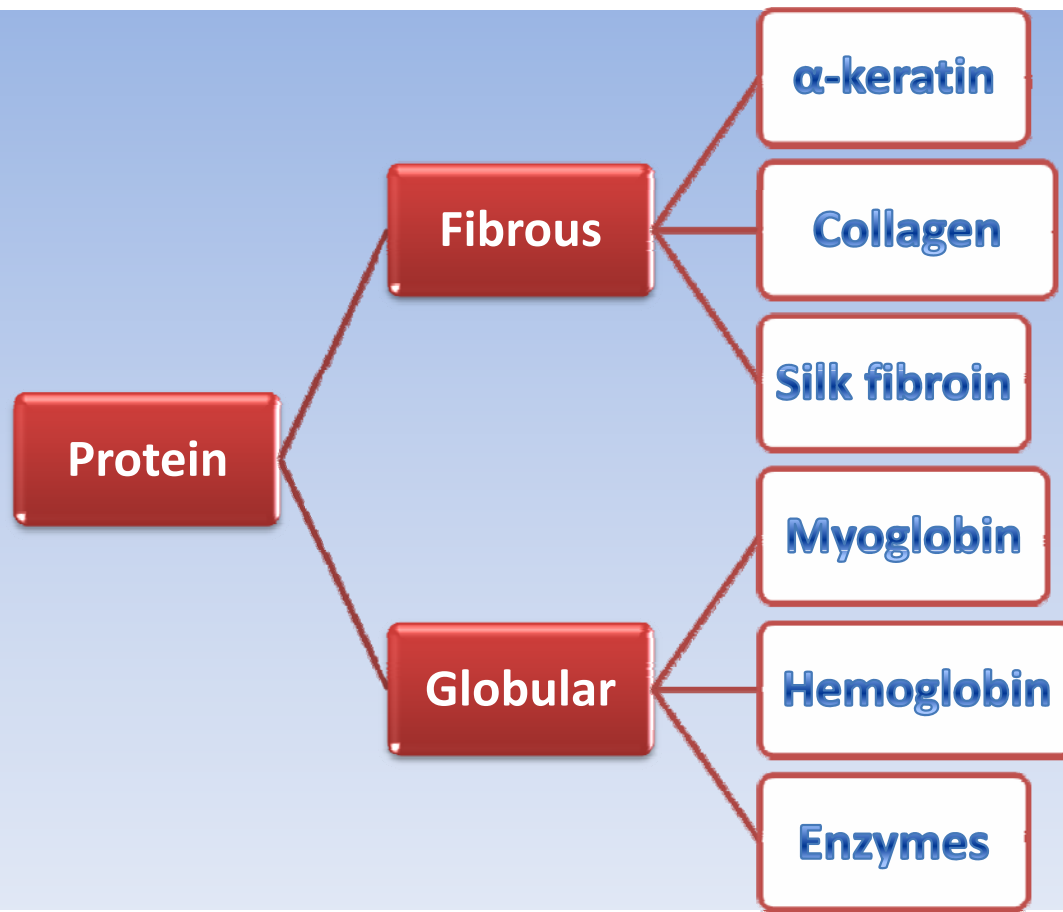 Protein
Fibrous
α-keratin
Collagen
Silk fibroin
Globular
Myoglobin
Hemoglobin
Enzymes